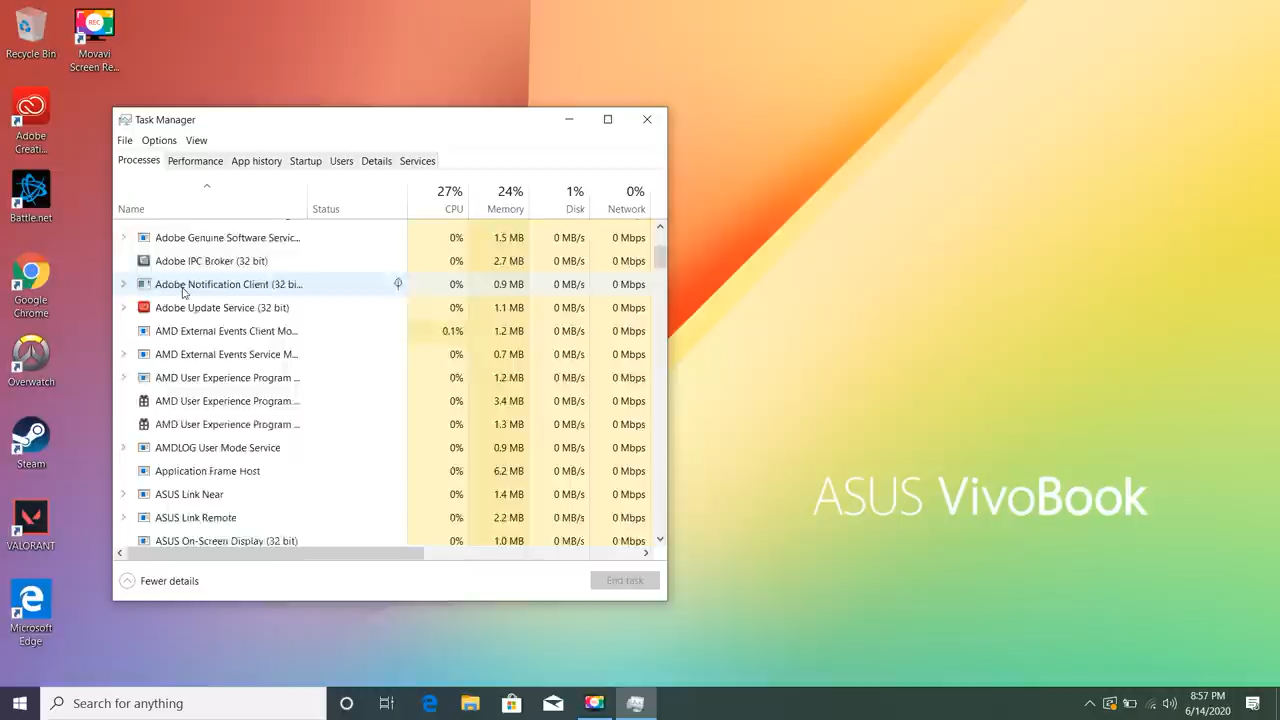 Recycle Bin
REC
Movavi
Screen Re...
Adobe
Creati...
Battle.net
Google
Chrome
Overwatch
Steam
VALORANT
Microsoft
Edge
Task Manager
File Options View
Processes Performance App history Startup Users Details Services
27% 24% 1% 0%
Name Status CPU Memory Disk Network
Adobe Genuine Software Servic... 0% 1.5 MB 0 MB/s 0 Mbps
Adobe IPC Broker (32 bit) 0% 2.7 MB 0 MB/s 0 Mbps
Adobe Notification Client (32 bi... 0% 0.9 MB 0 MB/s 0 Mbps
Adobe Update Service (32 bit) 0% 1.1 MB 0 MB/s 0 Mbps
AMD External Events Client Mo... 0.1% 1.2 MB 0 MB/s 0 Mbps
AMD External Events Service M... 0% 0.7 MB 0 MB/s 0 Mbps
AMD User Experience Program ... 0% 1.2 MB 0 MB/s 0 Mbps
AMD User Experience Program ... 0% 3.4 MB 0 MB/s 0 Mbps
AMD User Experience Program ... 0% 1.3 MB 0 MB/s 0 Mbps
AMDLOG User Mode Service 0% 0.9 MB 0 MB/s 0 Mbps
Application Frame Host 0% 6.2 MB 0 MB/s 0 Mbps
ASUS Link Near 0% 1.4 MB 0 MB/s 0 Mbps
ASUS Link Remote 0% 2.2 MB 0 MB/s 0 Mbps
ASUS On-Screen Display (32 bit) 0% 1.0 MB 0 MB/s 0 Mbps
Fewer details End task
ASUS VivoBook
Search for anything
8:57 PM
6/14/2020